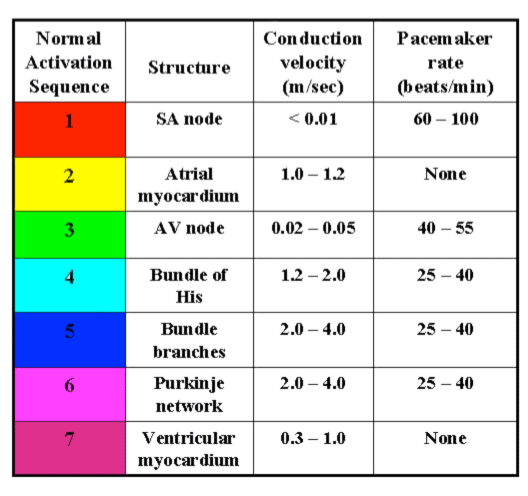 Normal Activation Sequence Structure Conduction velocity (m/sec) Pacemaker rate (beats/min)
1 SA node < 0.01 60 – 100
2 Atrial myocardium 1.0 – 1.2 None
3 AV node 0.02 – 0.05 40 – 55
4 Bundle of His 1.2 – 2.0 25 – 40
5 Bundle branches 2.0 – 4.0 25 – 40
6 Purkinje network 2.0 – 4.0 25 – 40
7 Ventricular myocardium 0.3 – 1.0 None